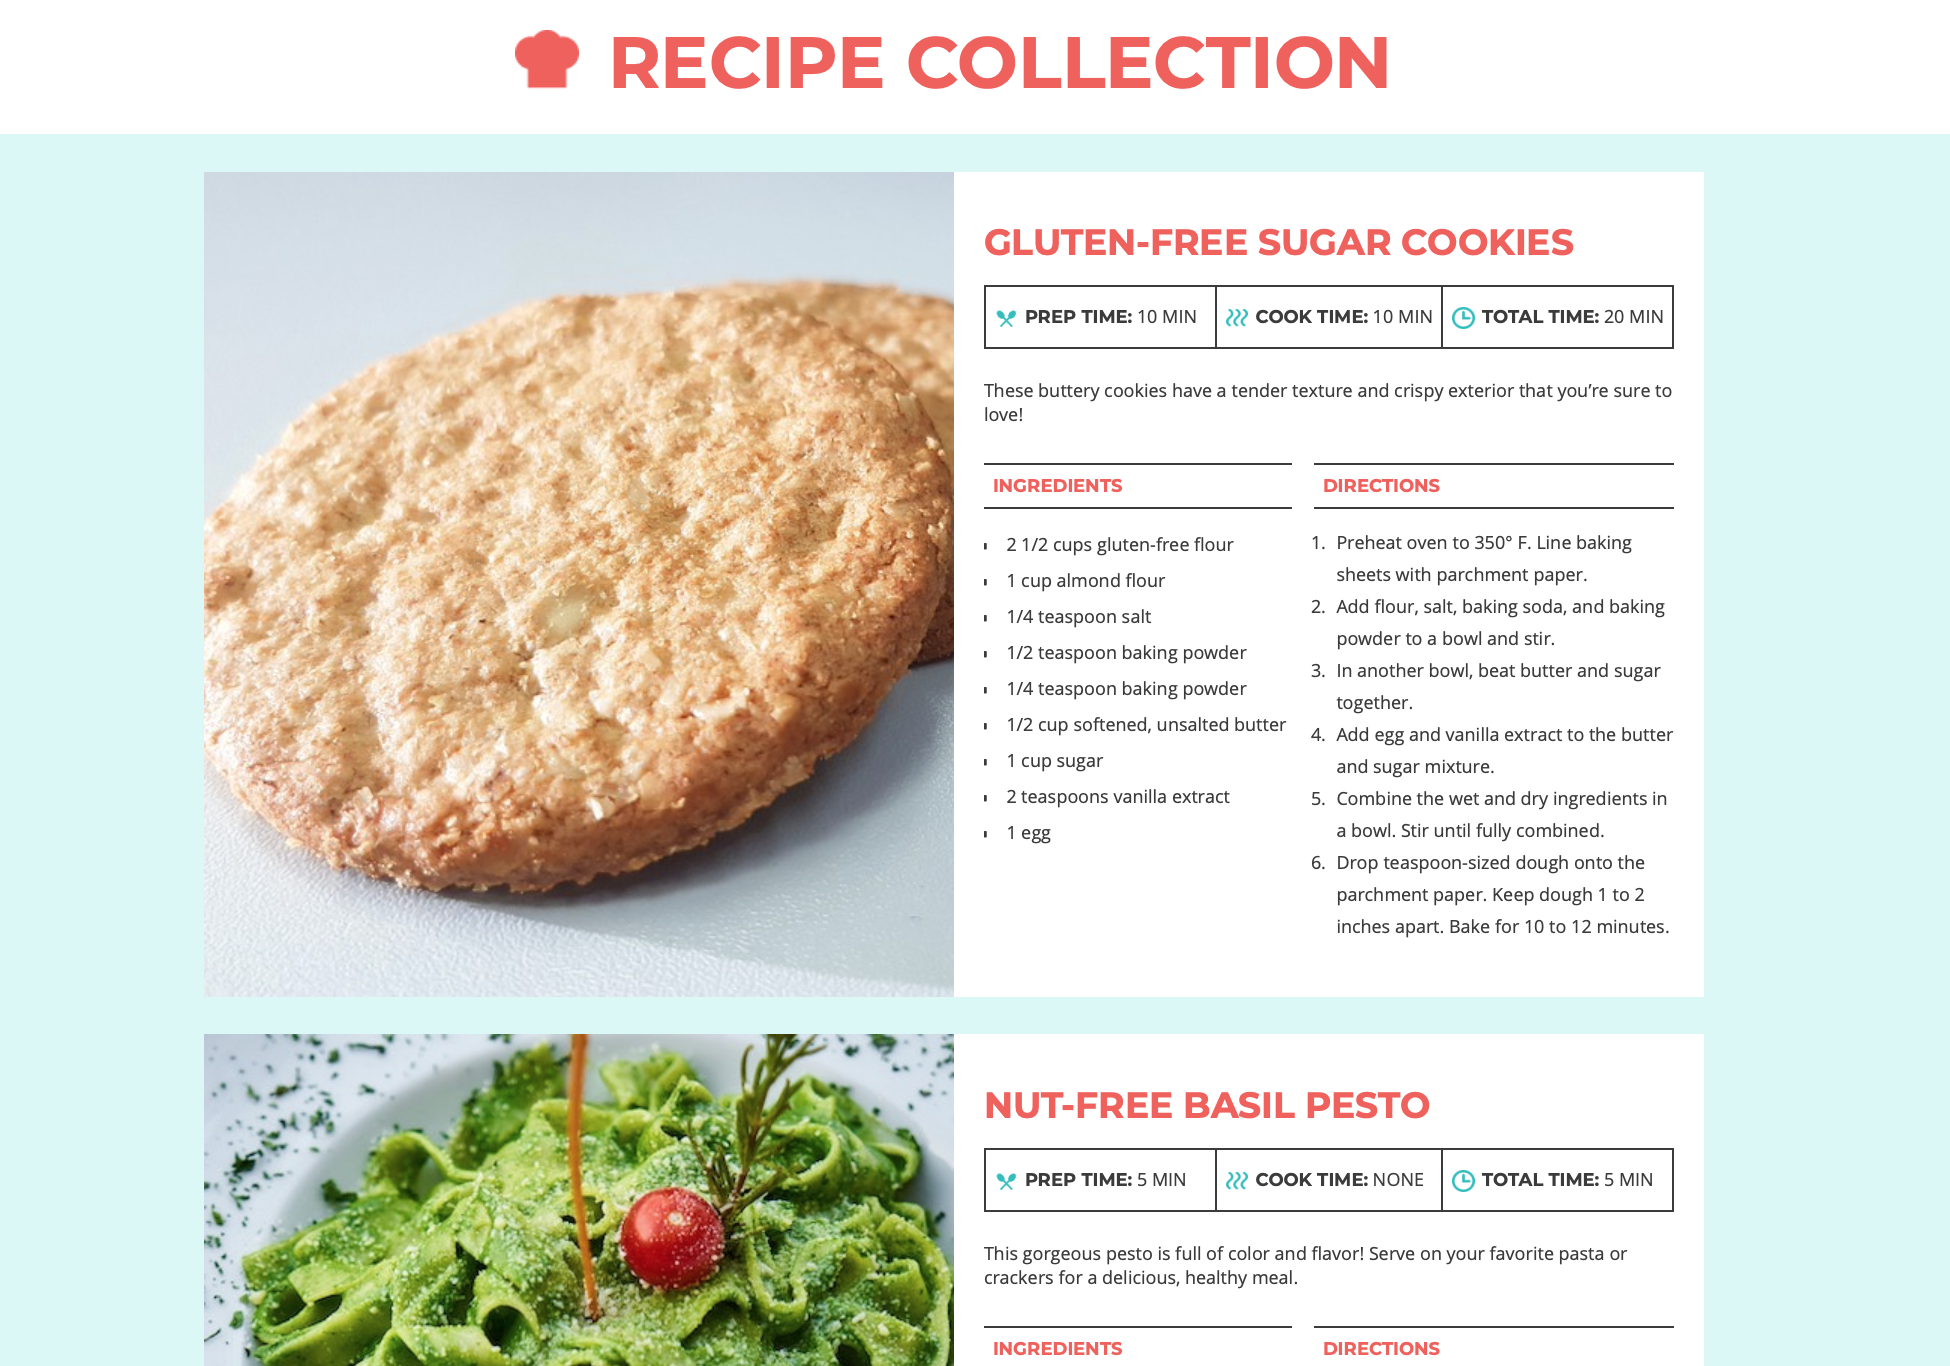 RECIPE COLLECTION
GLUTEN-FREE SUGAR COOKIES
PREP TIME: 10 MIN
COOK TIME: 10 MIN
TOTAL TIME: 20 MIN
These buttery cookies have a tender texture and crispy exterior that you’re sure to
love!
INGREDIENTS
2 1/2 cups gluten-free flour
1 cup almond flour
1/4 teaspoon salt
1/2 teaspoon baking powder
1/4 teaspoon baking powder
1/2 cup softened, unsalted butter
1 cup sugar
2 teaspoons vanilla extract
1 egg
DIRECTIONS
1. Preheat oven to 350° F. Line baking
sheets with parchment paper.
2. Add flour, salt, baking soda, and baking
powder to a bowl and stir.
3. In another bowl, beat butter and sugar
together.
4. Add egg and vanilla extract to the butter
and sugar mixture.
5. Combine the wet and dry ingredients in
a bowl. Stir until fully combined.
6. Drop teaspoon-sized dough onto the
parchment paper. Keep dough 1 to 2
inches apart. Bake for 10 to 12 minutes.
NUT-FREE BASIL PESTO
PREP TIME: 5 MIN
COOK TIME: NONE
TOTAL TIME: 5 MIN
This gorgeous pesto is full of color and flavor! Serve on your favorite pasta or
crackers for a delicious, healthy meal.
INGREDIENTS
DIRECTIONS